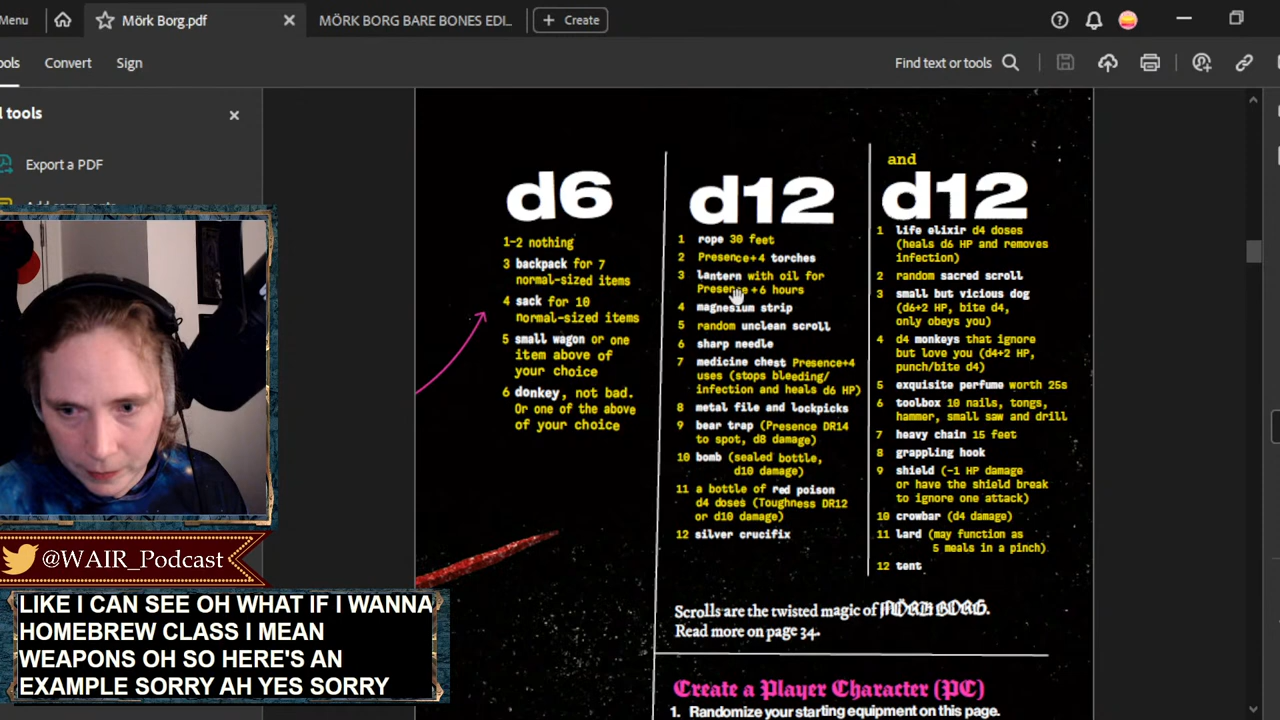 Menu
Mörk Borg.pdf
MÖRK BORG BARE BONES EDI...
Create
ols
Convert
Sign
Find text or tools
l tools
Export a PDF
d6
1-2 nothing
3 backpack for 7
normal-sized items
4 sack for 10
normal-sized items
5 small wagon or one
item above of
your choice
6 donkey, not bad.
Or one of the above
of your choice
d12
1 rope 30 feet
2 Presence+4 torches
3 lantern with oil for
Presence+6 hours
4 magnesium strip
5 random unclean scroll
6 sharp needle
7 medicine chest Presence+4
uses (stops bleeding/
infection and heals d6 HP)
8 metal file and lockpicks
9 bear trap (Presence DR14
to spot, d8 damage)
10 bomb (sealed bottle,
d10 damage)
11 a bottle of red poison
d4 doses (Toughness DR12
or d10 damage)
12 silver crucifix
and
d12
1 life elixir d4 doses
(heals d6 HP and removes
infection)
2 random sacred scroll
3 small but vicious dog
(d6+2 HP, bite d4,
only obeys you)
4 d4 monkeys that ignore
but love you (d4+2 HP,
punch/bite d4)
5 exquisite perfume worth 25s
6 toolbox 10 nails, tongs,
hammer, small saw and drill
7 heavy chain 15 feet
8 grappling hook
9 shield (-1 HP damage
or have the shield break
to ignore one attack)
10 crowbar (d4 damage)
11 lard (may function as
5 meals in a pinch)
12 tent
Scrolls are the twisted magic of MÖRK BORG.
Read more on page 34.
Create a Player Character (PC)
1. Randomize your starting equipment on this page.
@WAIR_Podcast
LIKE I CAN SEE OH WHAT IF I WANNA
HOMEBREW CLASS I MEAN
WEAPONS OH SO HERE'S AN
EXAMPLE SORRY AH YES SORRY